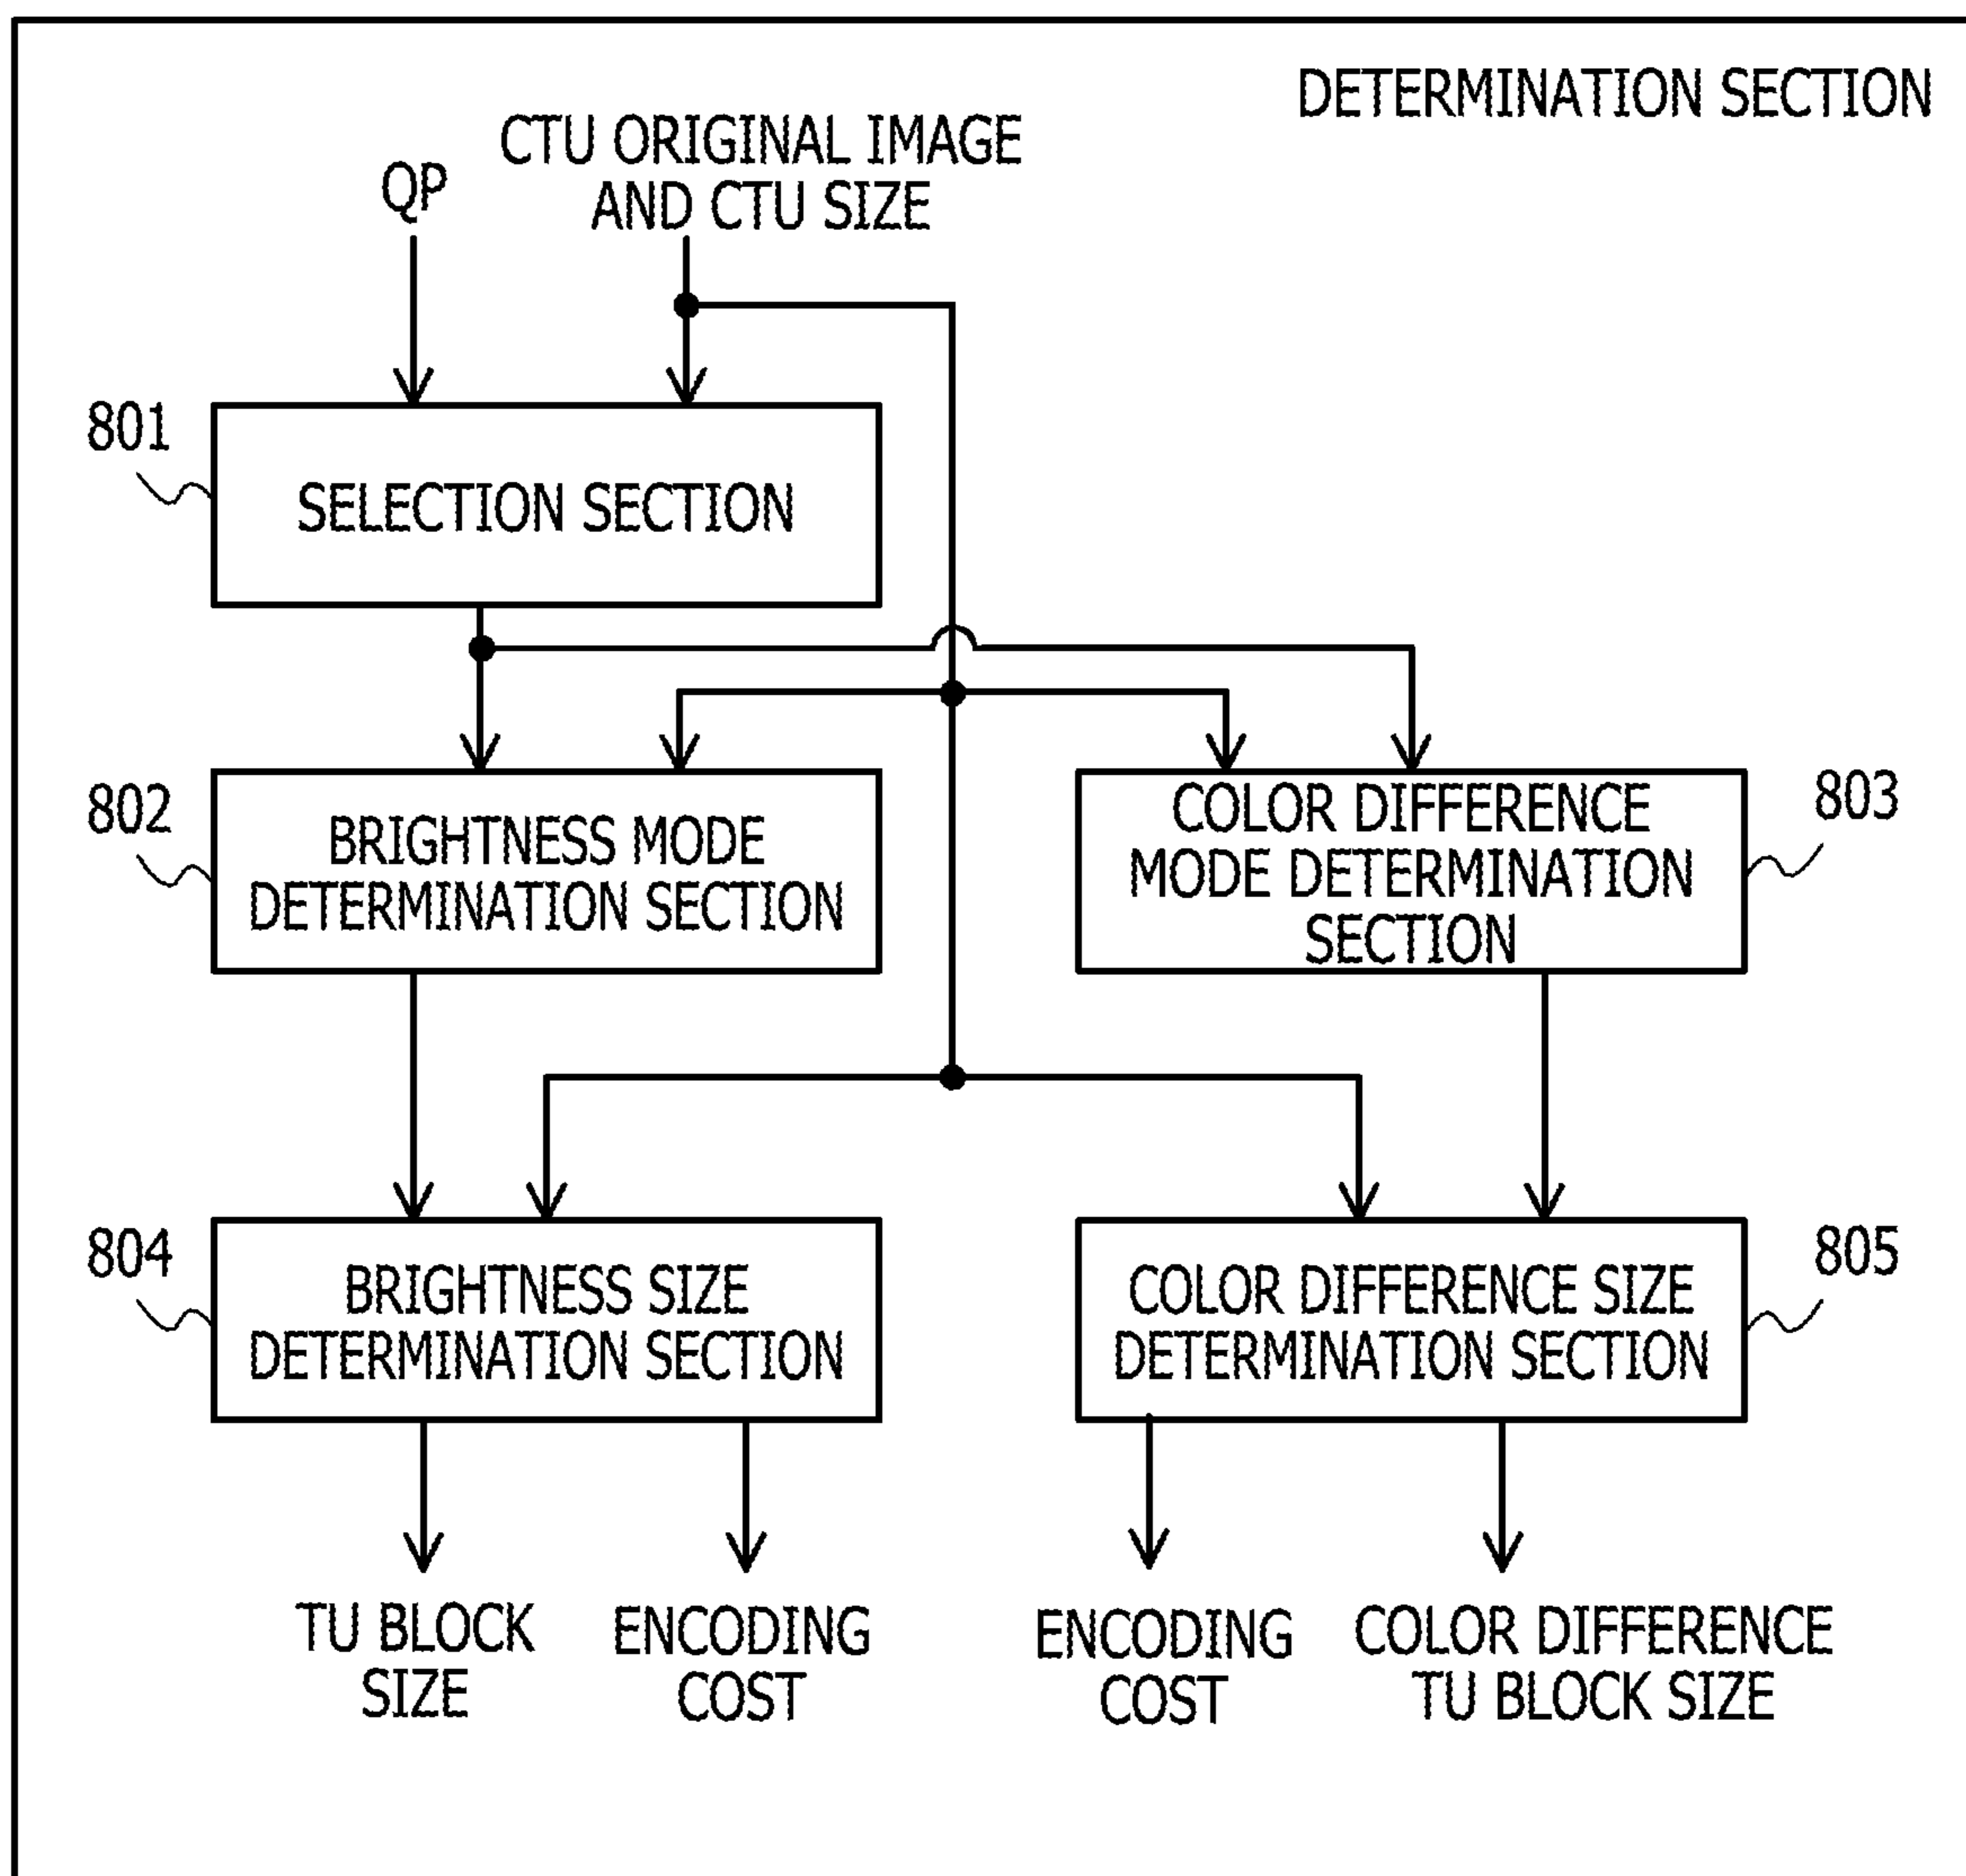 DETERMINATION SECTION
QP
CTU ORIGINAL IMAGE
AND CTU SIZE
801
SELECTION SECTION
802
BRIGHTNESS MODE
DETERMINATION SECTION
COLOR DIFFERENCE
MODE DETERMINATION
SECTION
803
804
BRIGHTNESS SIZE
DETERMINATION SECTION
COLOR DIFFERENCE SIZE
DETERMINATION SECTION
805
TU BLOCK
SIZE
ENCODING
COST
ENCODING
COST
COLOR DIFFERENCE
TU BLOCK SIZE